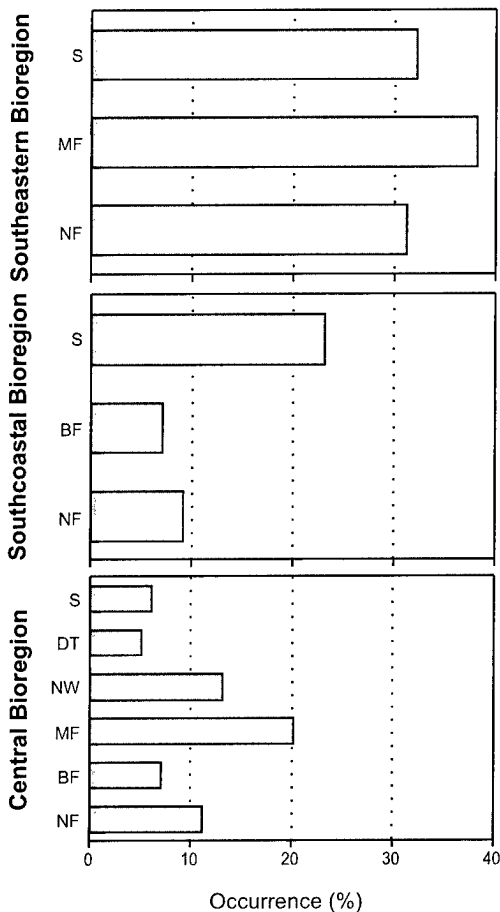 Southeastern Bioregion
S
MF
NF
Southcoastal Bioregion
S
BF
NF
Central Bioregion
S
DT
NW
MF
BF
NF
0 10 20 30 40
Occurrence (%)